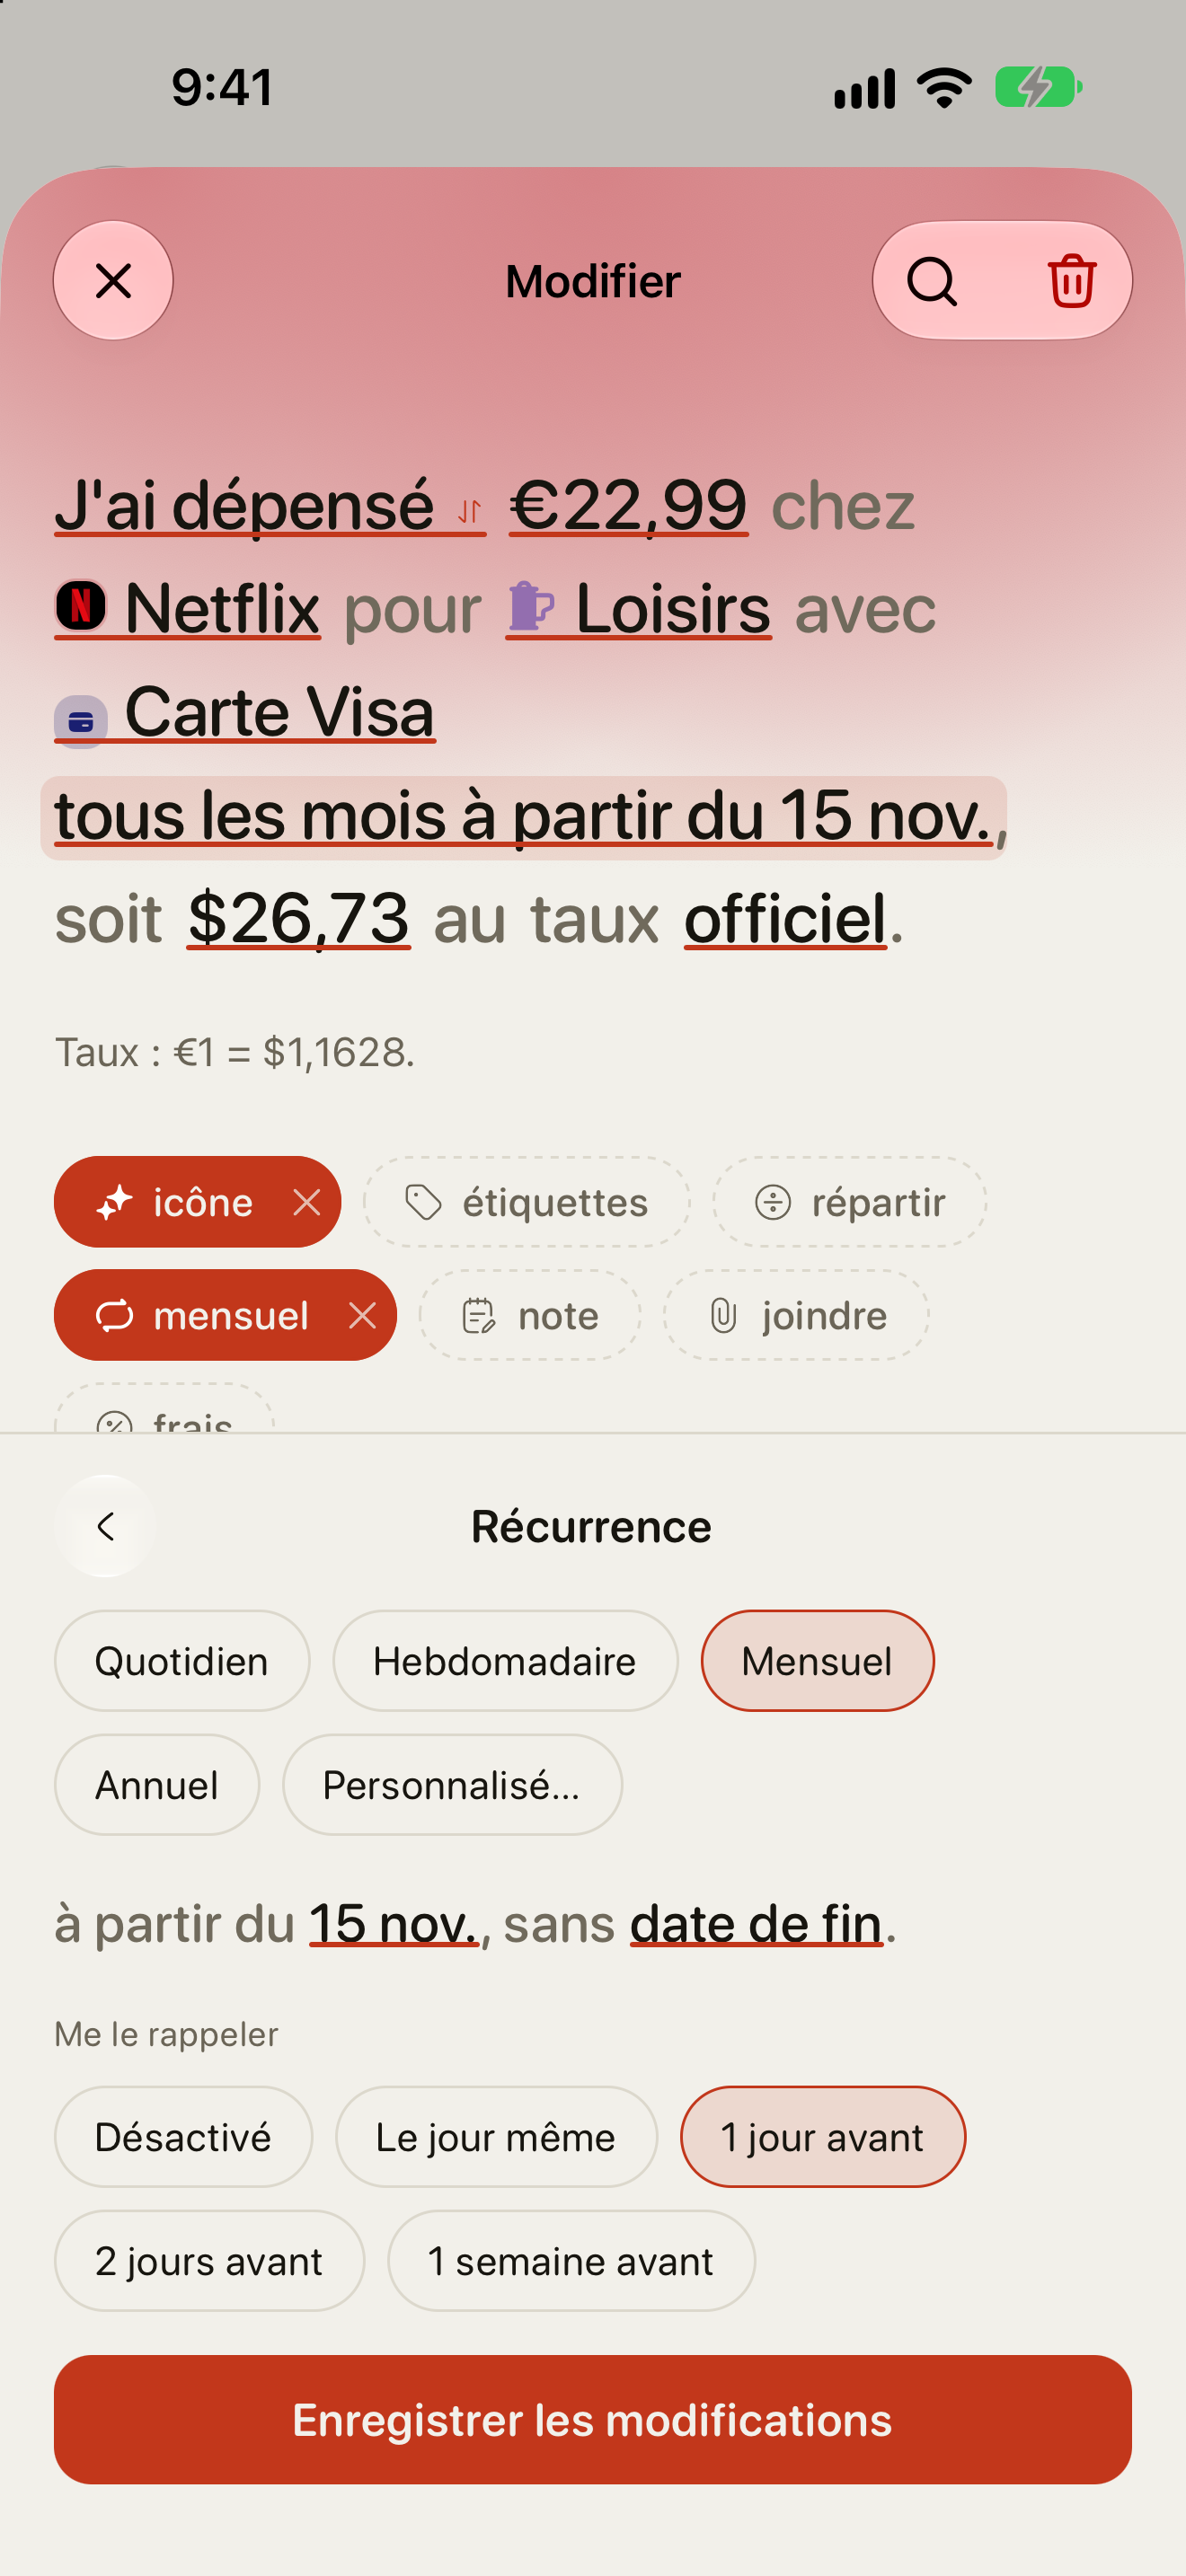 9:41
Modifier
J'ai dépensé €22,99 chez
Netflix pour Loisirs avec
Carte Visa
tous les mois à partir du 15 nov.,
soit $26,73 au taux officiel.
Taux : €1 = $1,1628.
icône étiquettes répartir
mensuel note joindre
frais
Récurrence
Quotidien Hebdomadaire Mensuel
Annuel Personnalisé...
à partir du 15 nov., sans date de fin.
Me le rappeler
Désactivé Le jour même 1 jour avant
2 jours avant 1 semaine avant
Enregistrer les modifications